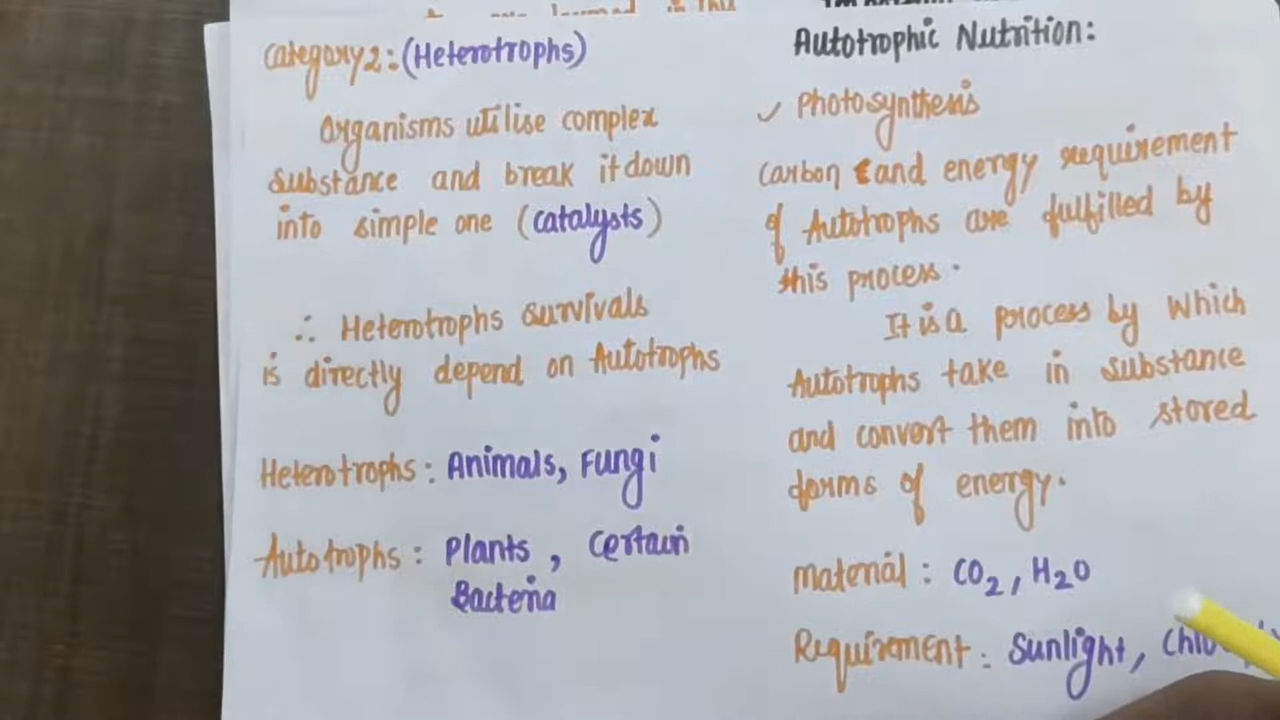 Category 2: (Heterotrophs)
Organisms utilise complex
substance and break it down
into simple one (catalysts)
∴ Heterotrophs survivals
is directly depend on Autotrophs
Heterotrophs: Animals, Fungi
Autotrophs: Plants, Certain
Bacteria
Autotrophic Nutrition:
✓ Photosynthesis
Carbon and energy requirement
of Autotrophs are fulfilled by
this process.
It is a process by which
Autotrophs take in substance
and convert them into stored
forms of energy.
Material: CO2, H2O
Requirement: Sunlight,